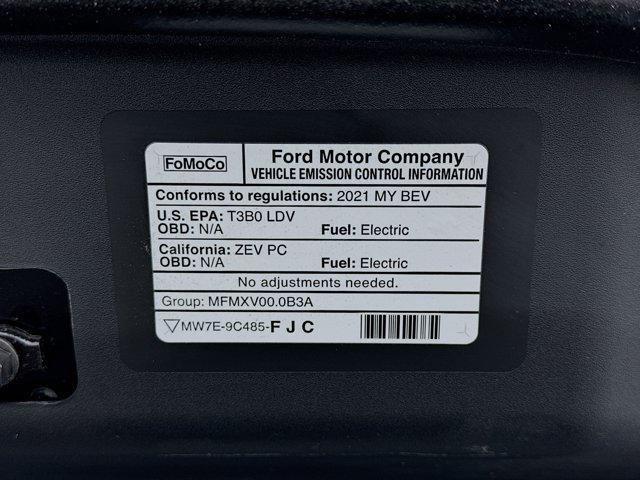 FoMoCo
Ford Motor Company
VEHICLE EMISSION CONTROL INFORMATION
Conforms to regulations: 2021 MY BEV
U.S. EPA: T3B0 LDV
OBD: N/A Fuel: Electric
California: ZEV PC
OBD: N/A Fuel: Electric
No adjustments needed.
Group: MFMXV00.0B3A
MW7E-9C485-F J C